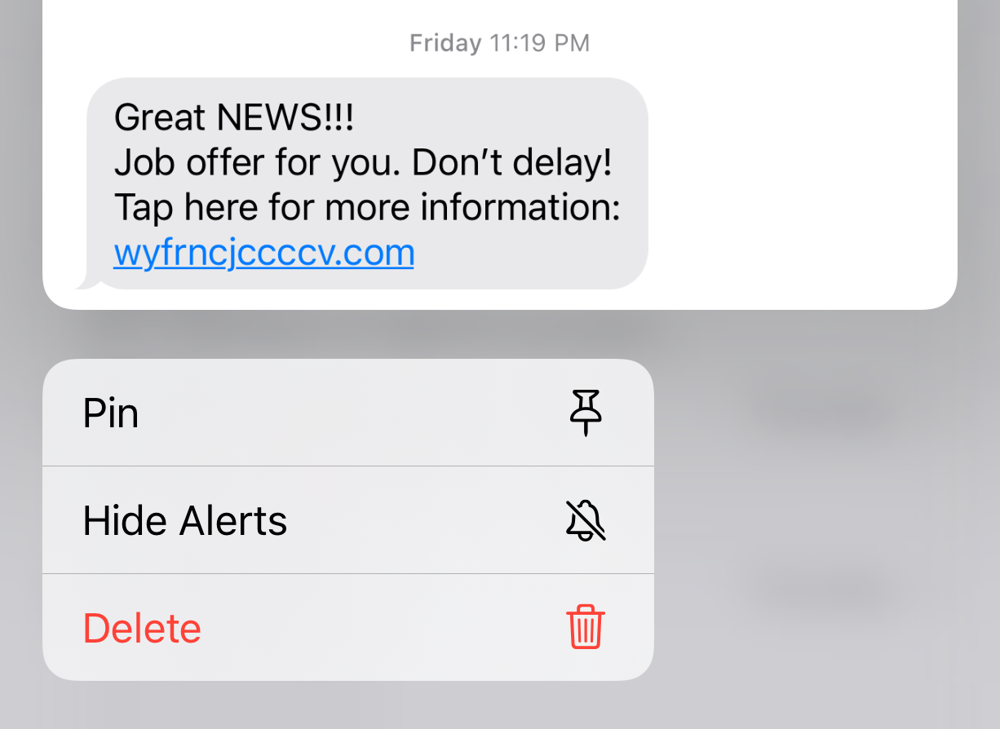 Friday 11:19 PM
Great NEWS!!!
Job offer for you. Don’t delay!
Tap here for more information:
wyfrncjccccv.com
Pin
Hide Alerts
Delete